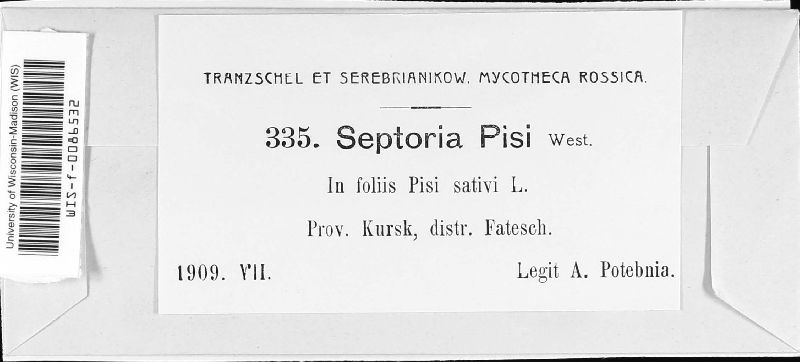 TRANZSCHEL ET SEREBRIANIKOW, MYCOTHECA ROSSICA.
335. Septoria Pisi West.
In foliis Pisi sativi L.
Prov. Kursk, distr. Fatesch.
1909. VII. Legit A. Potebnia.
University of Wisconsin-Madison (WIS)
WIS-f-0086532